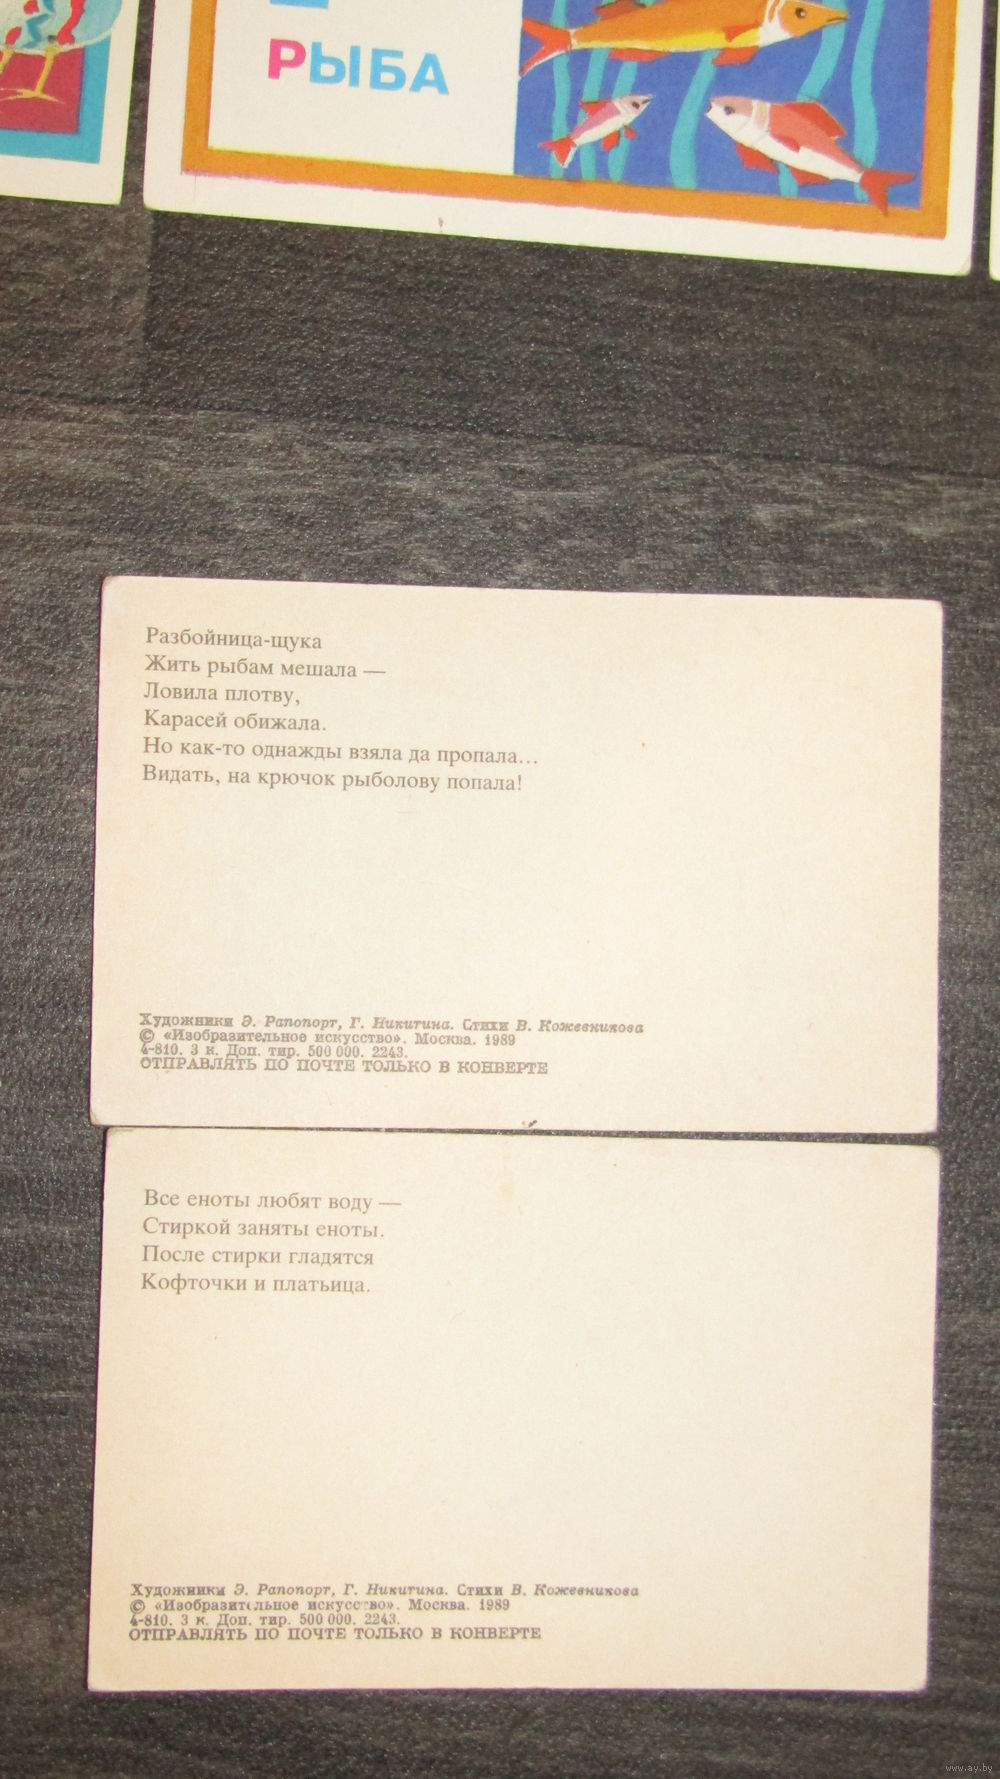 РЫБА
Разбойница-щука
Жить рыбам мешала —
Ловила плотву,
Карасей обижала.
Но как-то однажды взяла да пропала...
Видать, на крючок рыболову попала!
Художники Э. Рапопорт, Г. Никитина. Стихи В. Кожевникова
© «Изобразительное искусство». Москва. 1989
4-810. 3 к. Доп. тир. 500 000. 2243.
ОТПРАВЛЯТЬ ПО ПОЧТЕ ТОЛЬКО В КОНВЕРТЕ
Все еноты любят воду —
Стиркой заняты еноты.
После стирки гладятся
Кофточки и платьица.
Художники Э. Рапопорт, Г. Никитина. Стихи В. Кожевникова
© «Изобразительное искусство». Москва. 1989
4-810. 3 к. Доп. тир. 500 000. 2243.
ОТПРАВЛЯТЬ ПО ПОЧТЕ ТОЛЬКО В КОНВЕРТЕ
www.ay.by